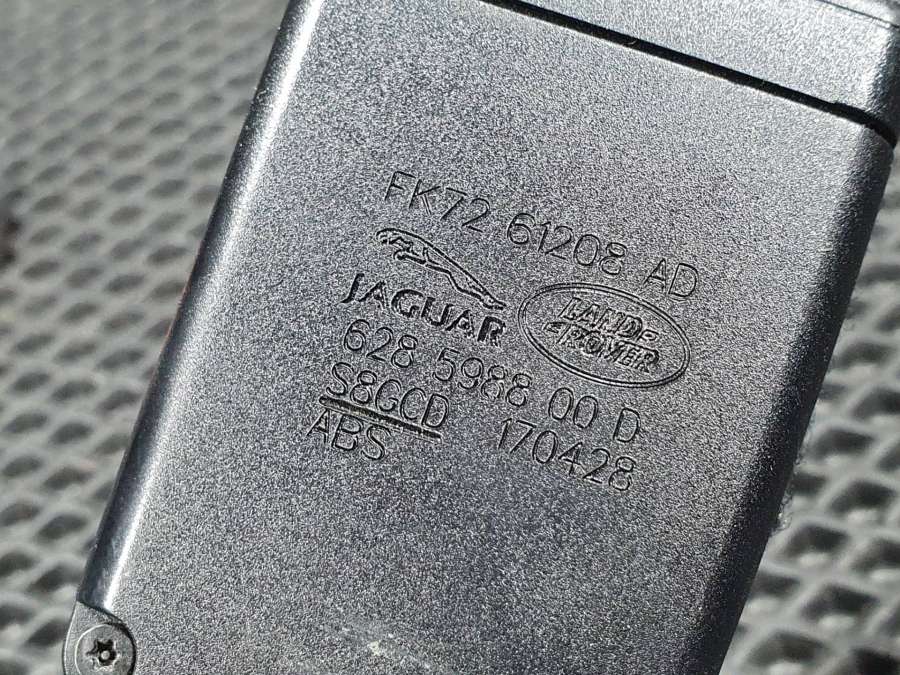 FK72 61208 AD
JAGUAR
LAND-
ROVER
628 5988 00 D
S8GCD 170428
ABS